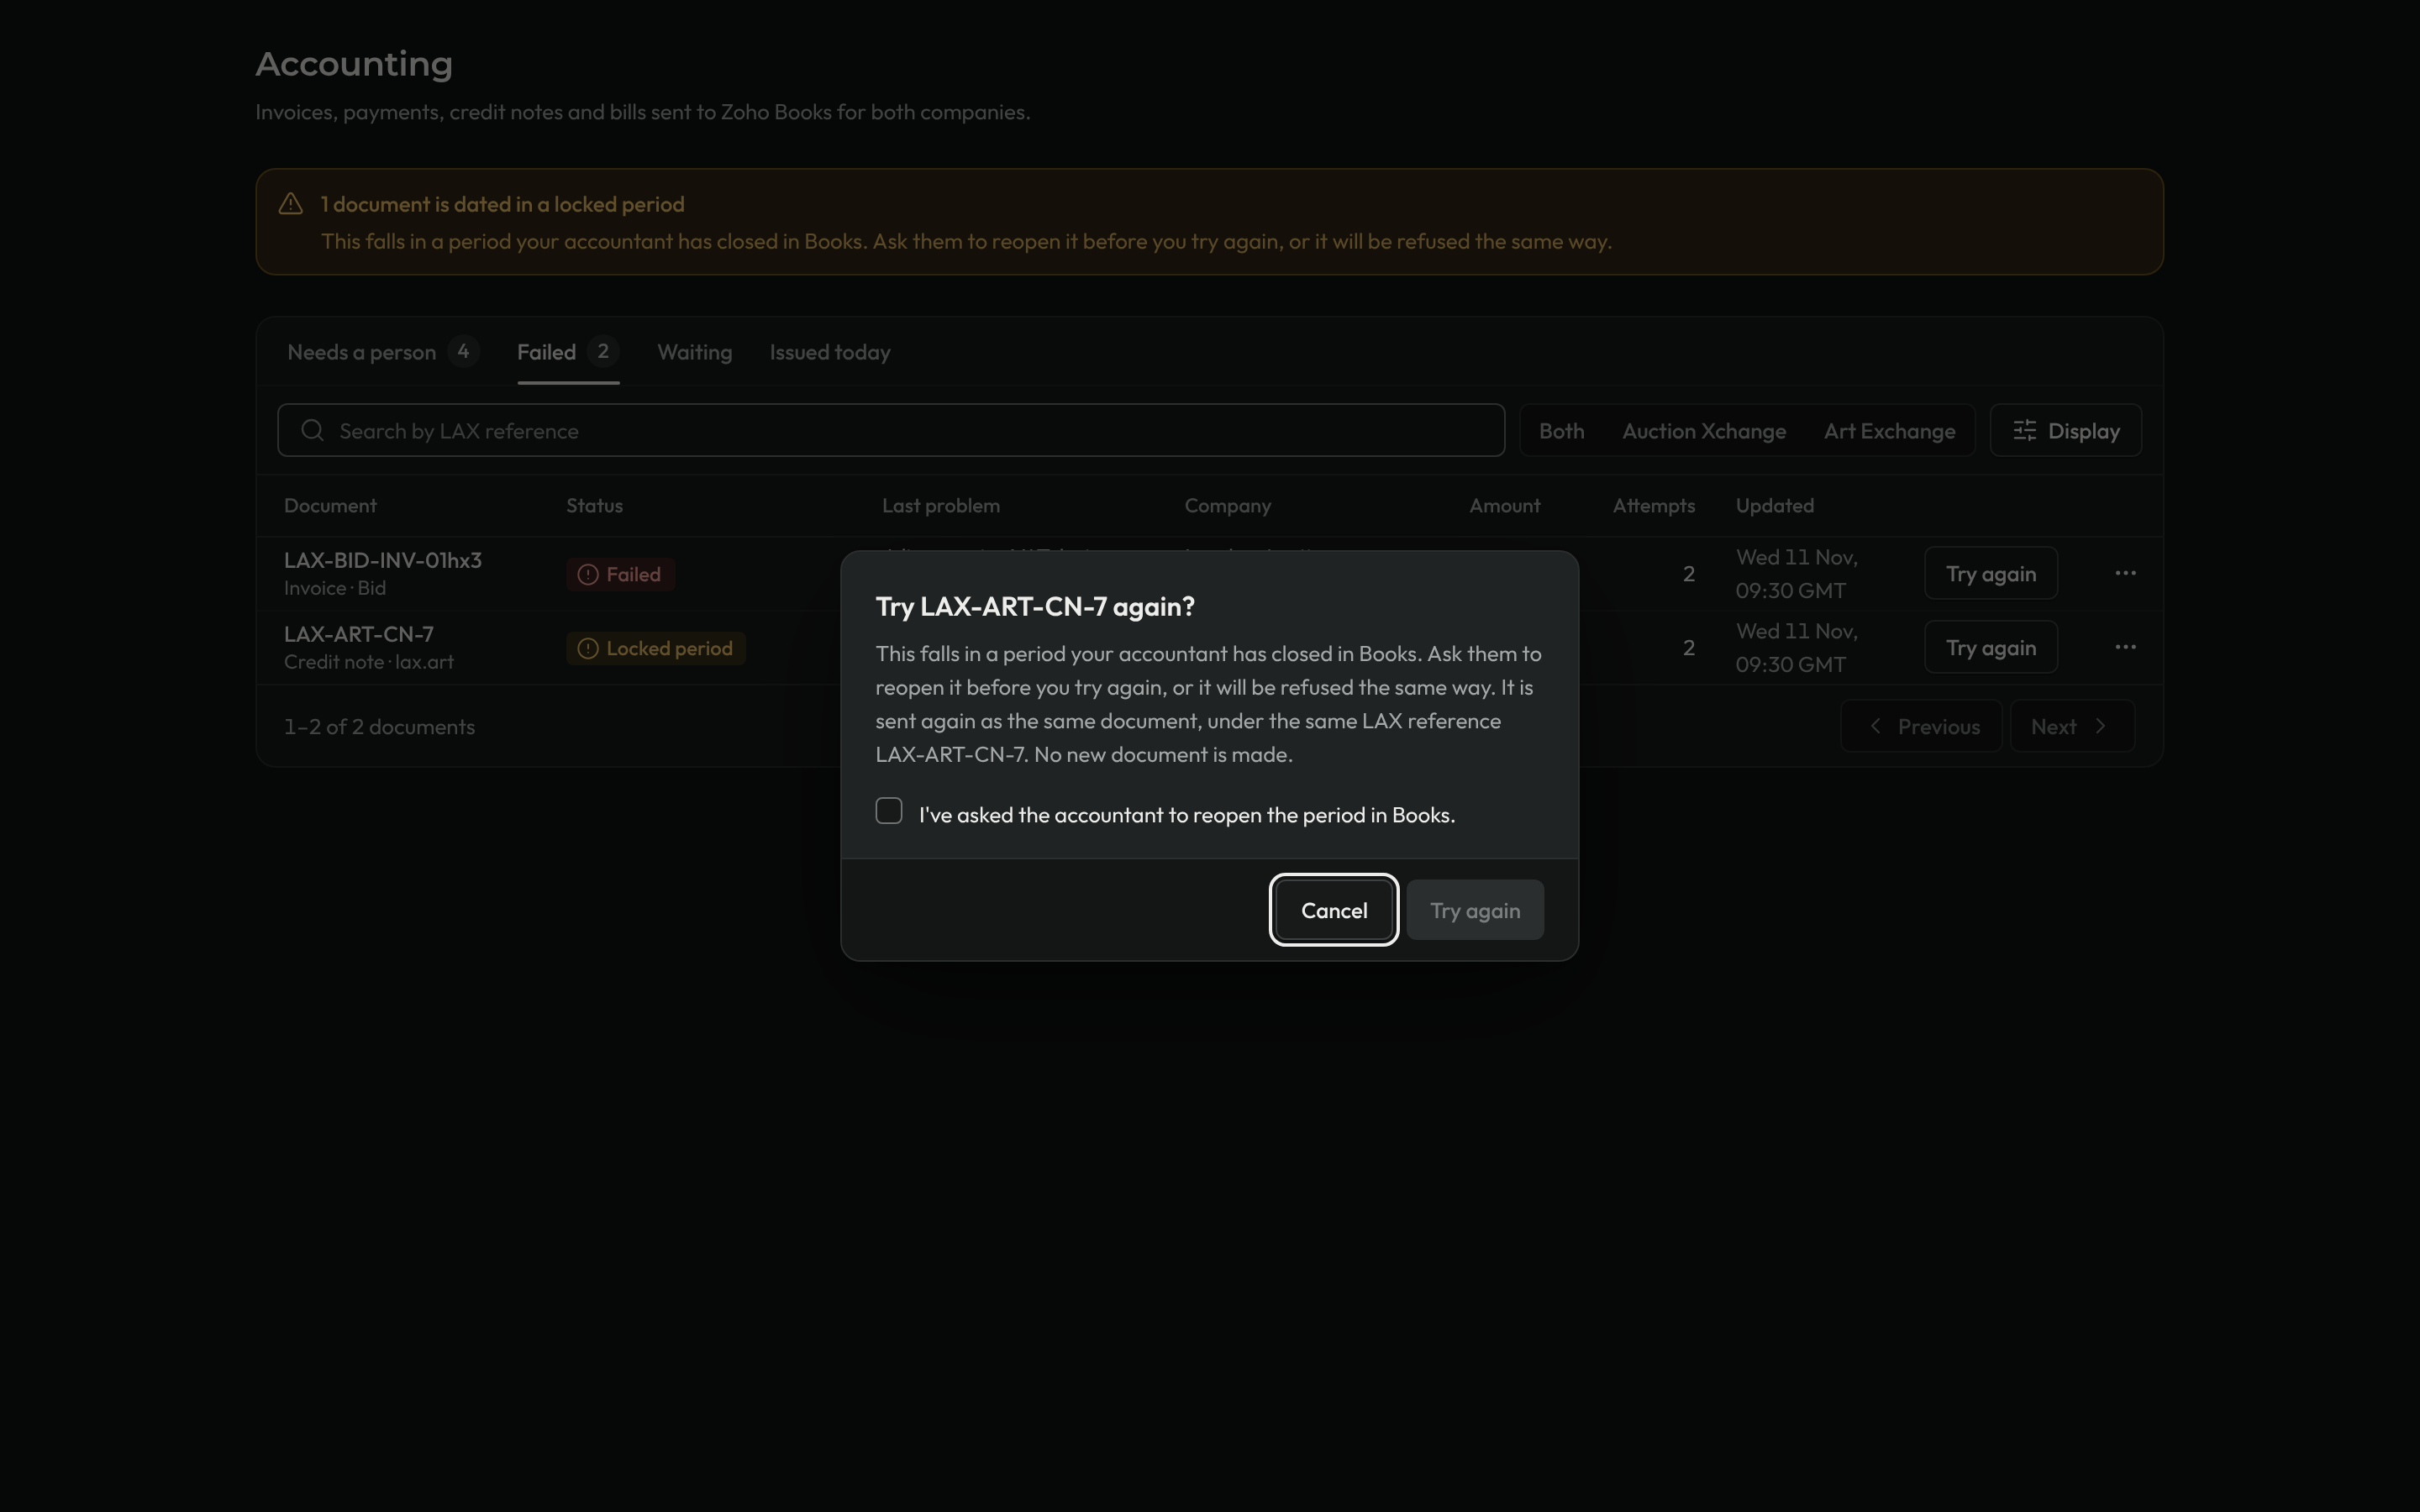 Accounting
Invoices, payments, credit notes and bills sent to Zoho Books for both companies.
1 document is dated in a locked period
This falls in a period your accountant has closed in Books. Ask them to reopen it before you try again, or it will be refused the same way.
Needs a person 4 Failed 2 Waiting Issued today
Search by LAX reference Both Auction Xchange Art Exchange Display
Document Status Last problem Company Amount Attempts Updated
LAX-BID-INV-01hx3
Invoice · Bid
Failed
2
Wed 11 Nov,
09:30 GMT
Try again
LAX-ART-CN-7
Credit note · lax.art
Locked period
2
Wed 11 Nov,
09:30 GMT
Try again
1–2 of 2 documents
Previous Next
Try LAX-ART-CN-7 again?
This falls in a period your accountant has closed in Books. Ask them to
reopen it before you try again, or it will be refused the same way. It is
sent again as the same document, under the same LAX reference
LAX-ART-CN-7. No new document is made.
I've asked the accountant to reopen the period in Books.
Cancel Try again